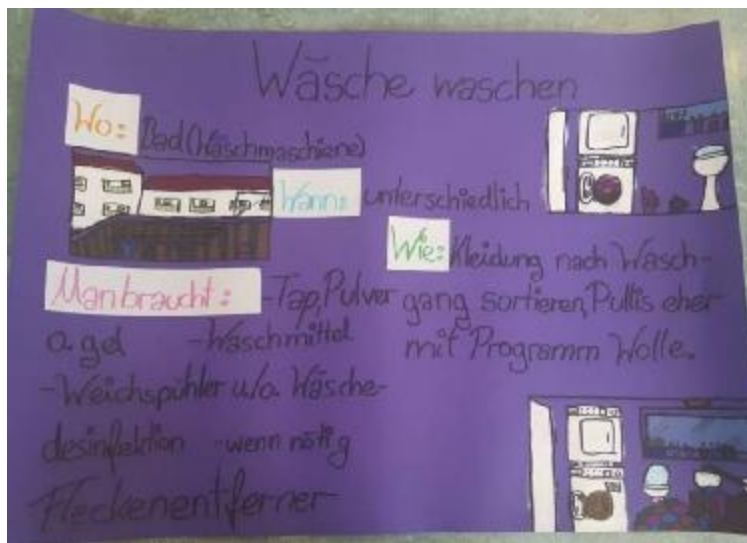 Wäsche waschen
Wo: Bad (Waschmaschiene)
Wann: unterschiedlich
Wie: Kleidung nach Wasch-
gang sortieren, Pullis eher
mit Programm Wolle.
Man braucht: -Tap, Pulver
o. gel -Waschmittel
-Weichspühler u/o. Wäsche-
desinfektion -wenn nötig
Fleckenentferner-